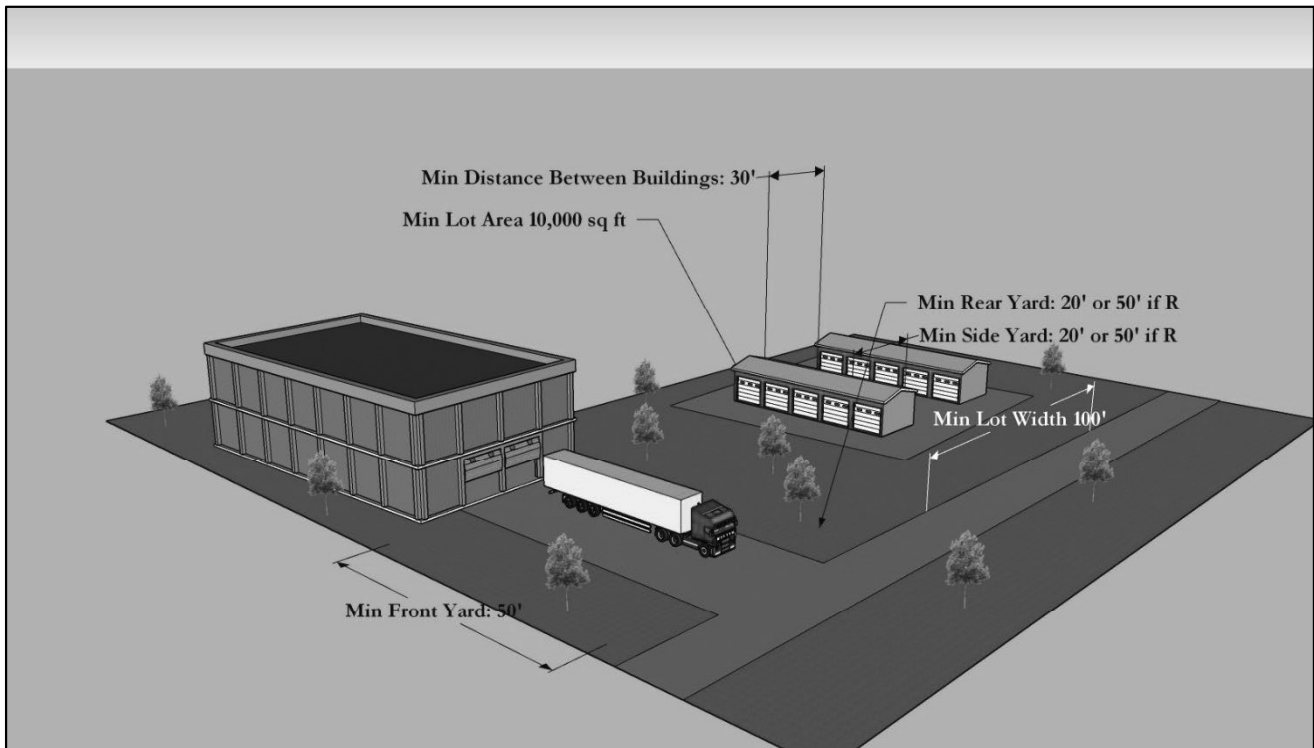 Min Distance Between Buildings: 30'
Min Lot Area 10,000 sq ft
Min Rear Yard: 20' or 50' if R
Min Side Yard: 20' or 50' if R
Min Lot Width 100'
Min Front Yard: 50'